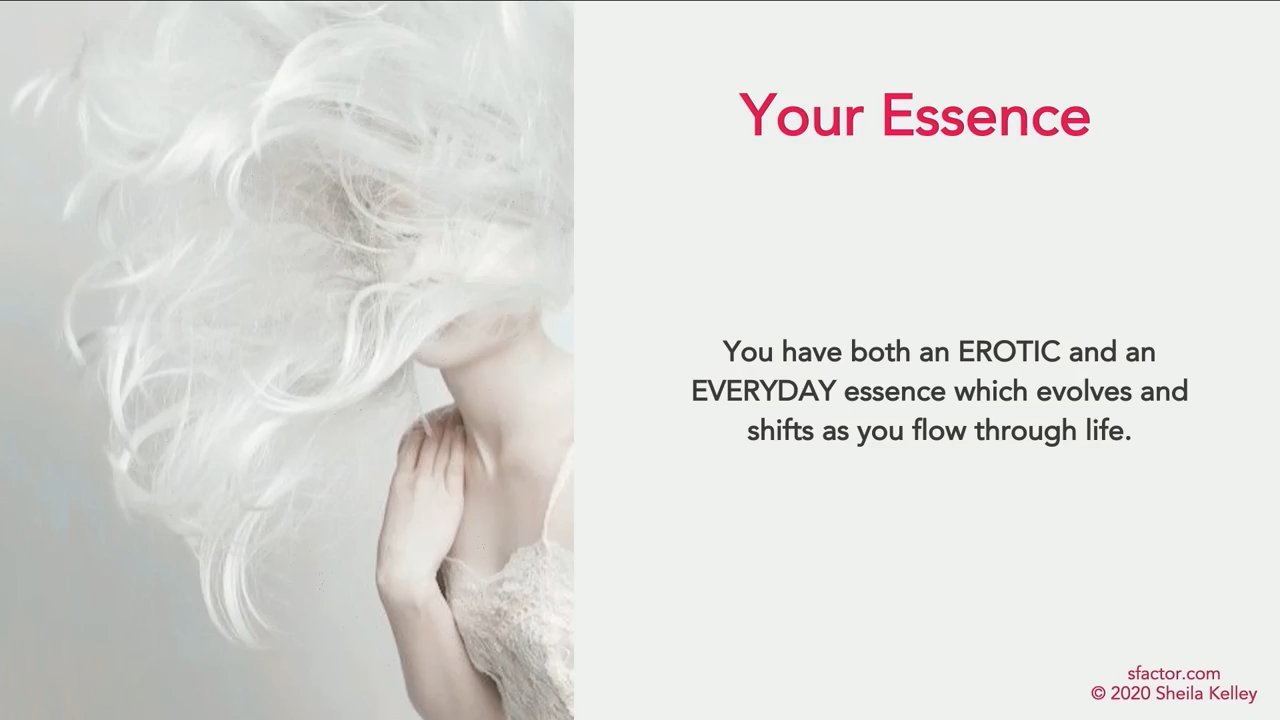 Your Essence
You have both an EROTIC and an
EVERYDAY essence which evolves and
shifts as you flow through life.
sfactor.com
© 2020 Sheila Kelley